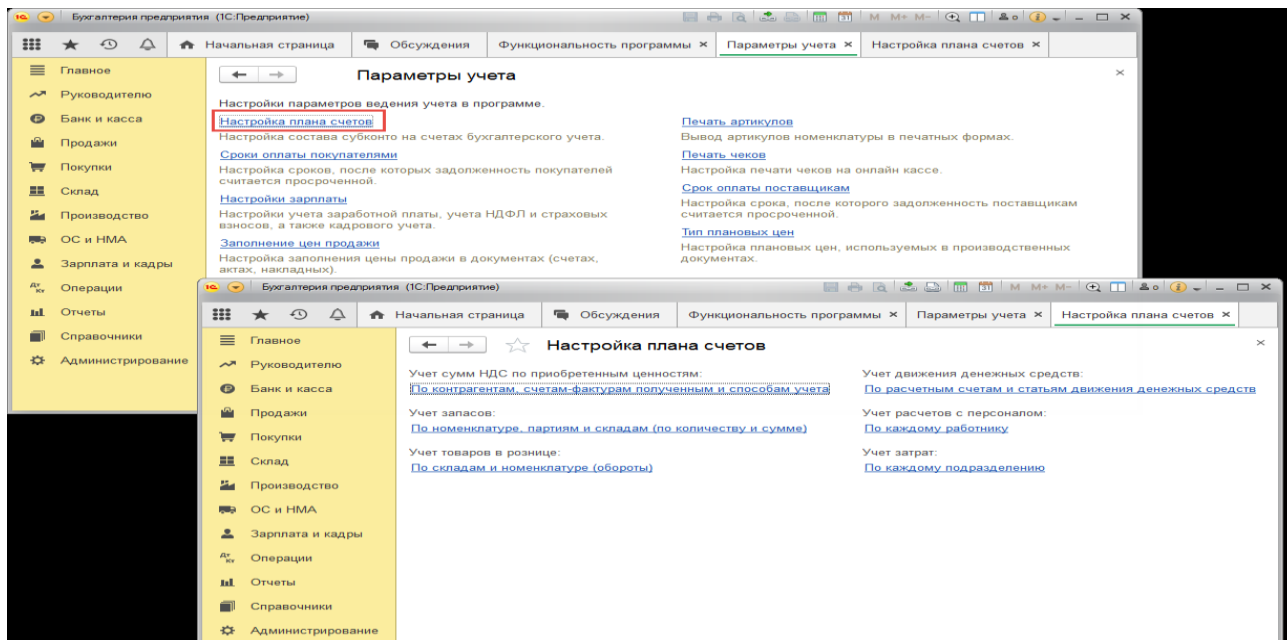 Бухгалтерия предприятия (1С:Предприятие)
M M+ M-
Начальная страница
Обсуждения
Функциональность программы ×
Параметры учета ×
Настройка плана счетов ×
Главное
Руководителю
Банк и касса
Продажи
Покупки
Склад
Производство
ОС и НМА
Зарплата и кадры
Операции
Отчеты
Справочники
Администрирование
Параметры учета
Настройки параметров ведения учета в программе.
Настройка плана счетов
Настройка состава субконто на счетах бухгалтерского учета.
Сроки оплаты покупателями
Настройка сроков, после которых задолженность покупателей
считается просроченной.
Настройки зарплаты
Настройки учета заработной платы, учета НДФЛ и страховых
взносов, а также кадрового учета.
Заполнение цен продажи
Настройка заполнения цены продажи в документах (счетах,
актах, накладных).
Печать артикулов
Вывод артикулов номенклатуры в печатных формах.
Печать чеков
Настройка печати чеков на онлайн кассе.
Срок оплаты поставщикам
Настройка срока, после которого задолженность поставщикам
считается просроченной.
Тип плановых цен
Настройка плановых цен, используемых в производственных
документах.
Бухгалтерия предприятия (1С:Предприятие)
M M+ M-
Начальная страница
Обсуждения
Функциональность программы ×
Параметры учета ×
Настройка плана счетов ×
Главное
Руководителю
Банк и касса
Продажи
Покупки
Склад
Производство
ОС и НМА
Зарплата и кадры
Операции
Отчеты
Справочники
Администрирование
Настройка плана счетов
Учет сумм НДС по приобретенным ценностям:
По контрагентам, счетам-фактурам полученным и способам учета
Учет запасов:
По номенклатуре, партиям и складам (по количеству и сумме)
Учет товаров в рознице:
По складам и номенклатуре (обороты)
Учет движения денежных средств:
По расчетным счетам и статьям движения денежных средств
Учет расчетов с персоналом:
По каждому работнику
Учет затрат:
По каждому подразделению